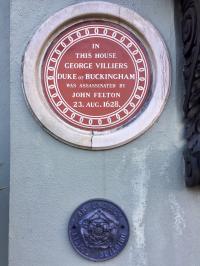 IN
THIS HOUSE
GEORGE VILLIERS
DUKE OF BUCKINGHAM
WAS ASSASSINATED BY
JOHN FELTON
23. AUG. 1628.